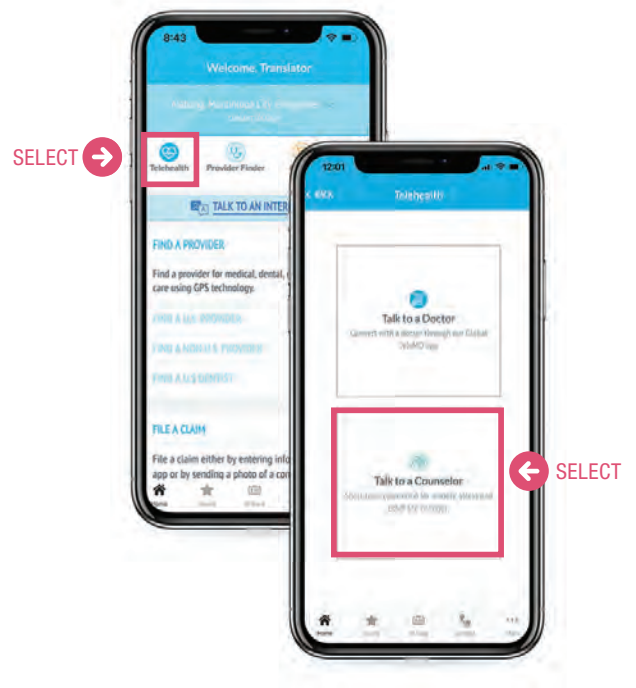 8:43
Welcome, Translator
SELECT
Telehealth
Provider Finder
TALK TO AN INTER
FIND A PROVIDER
Find a provider for medical, dental,
care using GPS technology.
FIND A U.S. PROVIDER
FIND A NON U.S. PROVIDER
FIND A U.S DENTIST
FILE A CLAIM
File a claim either by entering info
app or by sending a photo of a con
Home
12:01
BACK
Telehealth
Talk to a Doctor
Connect with a doctor through our Global
TeleMD app
Talk to a Counselor
SELECT
Home